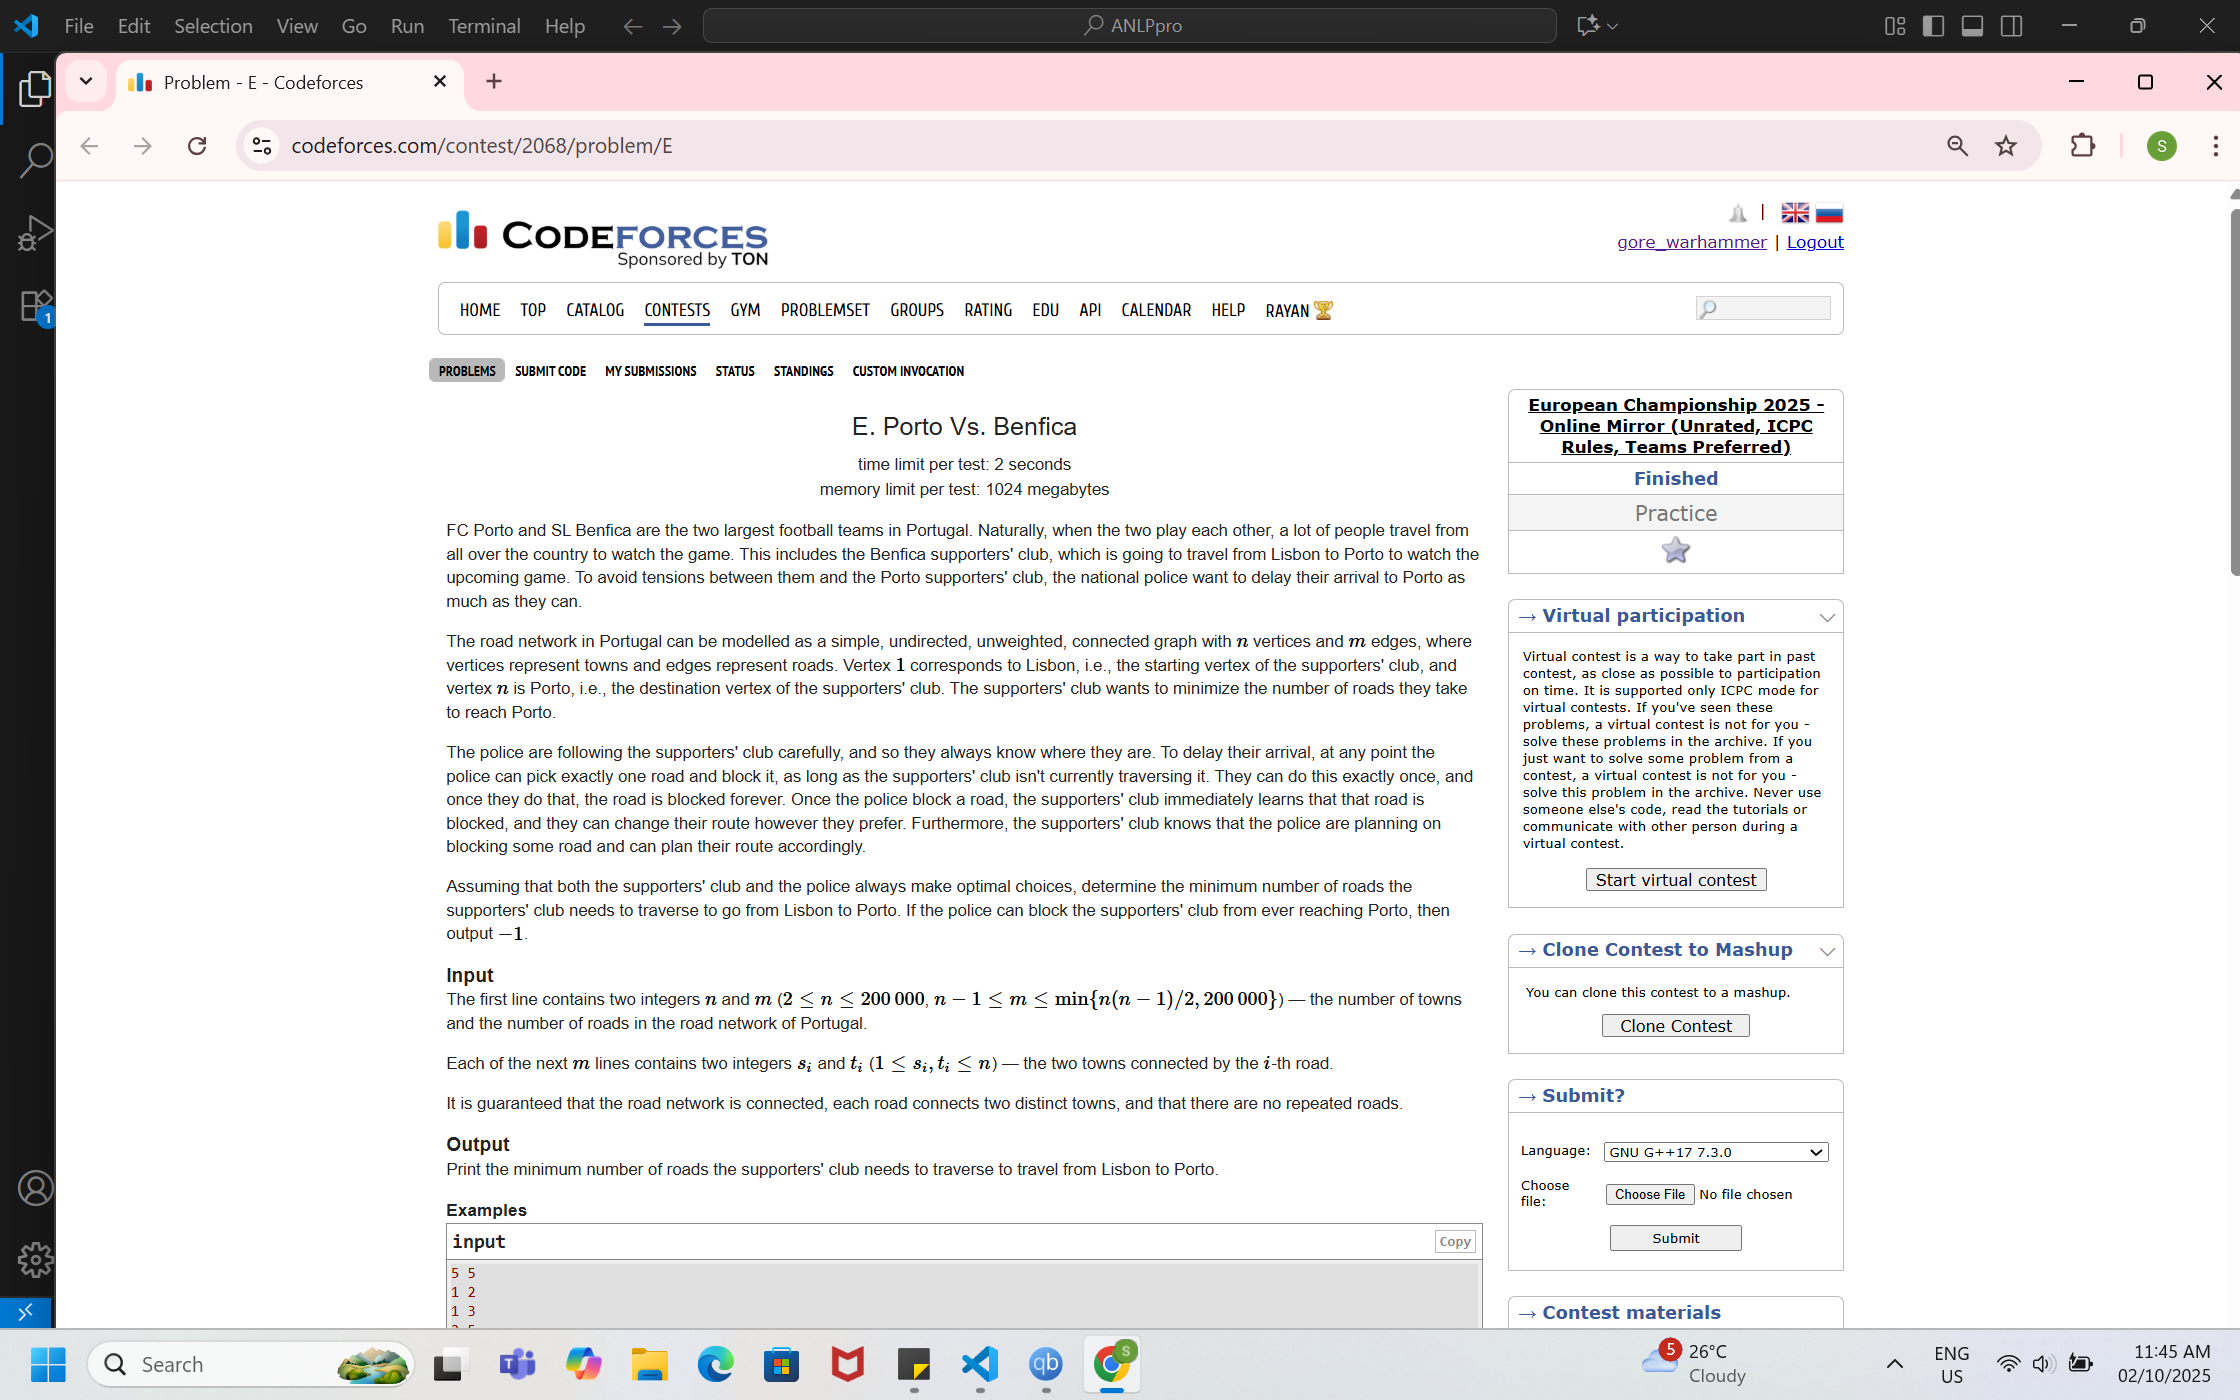 File Edit Selection View Go Run Terminal Help
ANLPpro
Problem - E - Codeforces
codeforces.com/contest/2068/problem/E
S
1
CODEFORCES
Sponsored by TON
|
gore_warhammer | Logout
HOME TOP CATALOG CONTESTS GYM PROBLEMSET GROUPS RATING EDU API CALENDAR HELP RAYAN
PROBLEMS SUBMIT CODE MY SUBMISSIONS STATUS STANDINGS CUSTOM INVOCATION
E. Porto Vs. Benfica
time limit per test: 2 seconds
memory limit per test: 1024 megabytes
FC Porto and SL Benfica are the two largest football teams in Portugal. Naturally, when the two play each other, a lot of people travel from
all over the country to watch the game. This includes the Benfica supporters' club, which is going to travel from Lisbon to Porto to watch the
upcoming game. To avoid tensions between them and the Porto supporters' club, the national police want to delay their arrival to Porto as
much as they can.
The road network in Portugal can be modelled as a simple, undirected, unweighted, connected graph with n vertices and m edges, where
vertices represent towns and edges represent roads. Vertex 1 corresponds to Lisbon, i.e., the starting vertex of the supporters' club, and
vertex n is Porto, i.e., the destination vertex of the supporters' club. The supporters' club wants to minimize the number of roads they take
to reach Porto.
The police are following the supporters' club carefully, and so they always know where they are. To delay their arrival, at any point the
police can pick exactly one road and block it, as long as the supporters' club isn't currently traversing it. They can do this exactly once, and
once they do that, the road is blocked forever. Once the police block a road, the supporters' club immediately learns that that road is
blocked, and they can change their route however they prefer. Furthermore, the supporters' club knows that the police are planning on
blocking some road and can plan their route accordingly.
Assuming that both the supporters' club and the police always make optimal choices, determine the minimum number of roads the
supporters' club needs to traverse to go from Lisbon to Porto. If the police can block the supporters' club from ever reaching Porto, then
output −1.
Input
The first line contains two integers n and m (2 ≤ n ≤ 200 000, n − 1 ≤ m ≤ min{n(n − 1)/2, 200 000}) — the number of towns
and the number of roads in the road network of Portugal.
Each of the next m lines contains two integers sᵢ and tᵢ (1 ≤ sᵢ, tᵢ ≤ n) — the two towns connected by the i-th road.
It is guaranteed that the road network is connected, each road connects two distinct towns, and that there are no repeated roads.
Output
Print the minimum number of roads the supporters' club needs to traverse to travel from Lisbon to Porto.
Examples
input Copy
5 5
1 2
1 3
European Championship 2025 -
Online Mirror (Unrated, ICPC
Rules, Teams Preferred)
Finished
Practice
→ Virtual participation
Virtual contest is a way to take part in past
contest, as close as possible to participation
on time. It is supported only ICPC mode for
virtual contests. If you've seen these
problems, a virtual contest is not for you -
solve these problems in the archive. If you
just want to solve some problem from a
contest, a virtual contest is not for you -
solve this problem in the archive. Never use
someone else's code, read the tutorials or
communicate with other person during a
virtual contest.
Start virtual contest
→ Clone Contest to Mashup
You can clone this contest to a mashup.
Clone Contest
→ Submit?
Language: GNU G++17 7.3.0
Choose
file: Choose File No file chosen
Submit
→ Contest materials
Search
T
qb
S
5
26°C
Cloudy
ENG
US
11:45 AM
02/10/2025